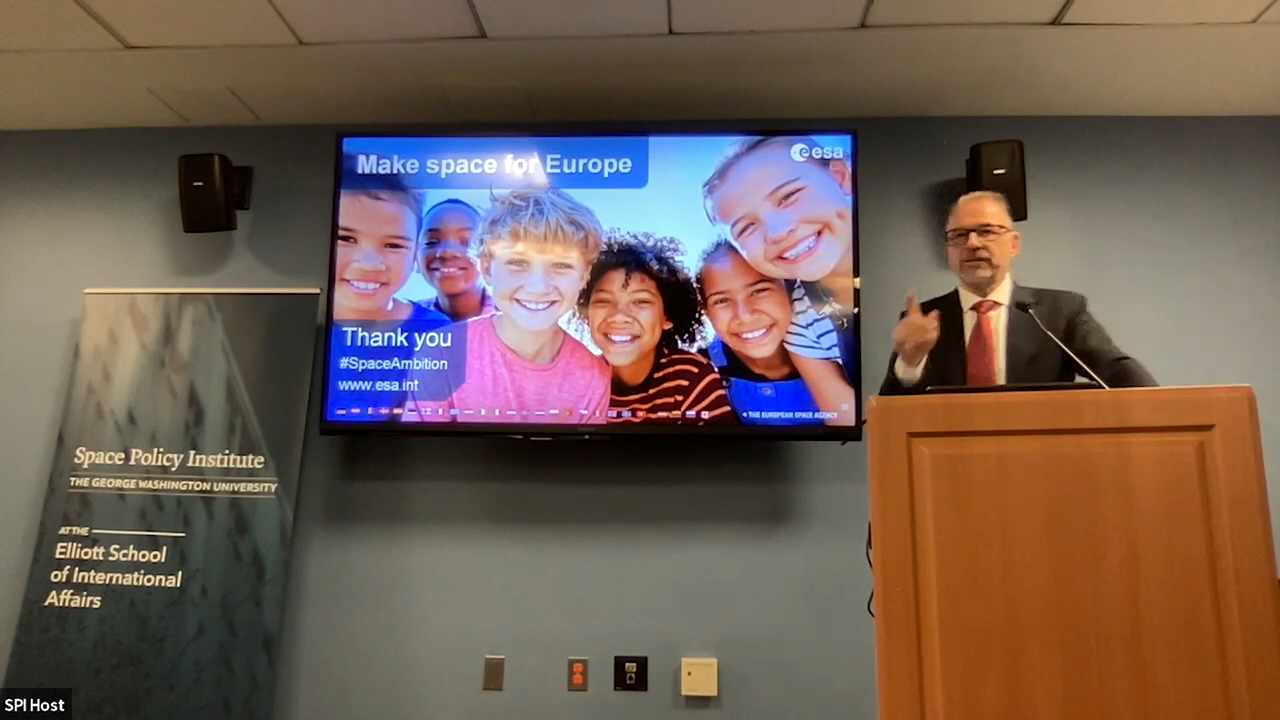 Make space for Europe
esa
Thank you
#SpaceAmbition
www.esa.int
THE EUROPEAN SPACE AGENCY
Space Policy Institute
THE GEORGE WASHINGTON UNIVERSITY
AT THE
Elliott School
of International
Affairs
SPI Host